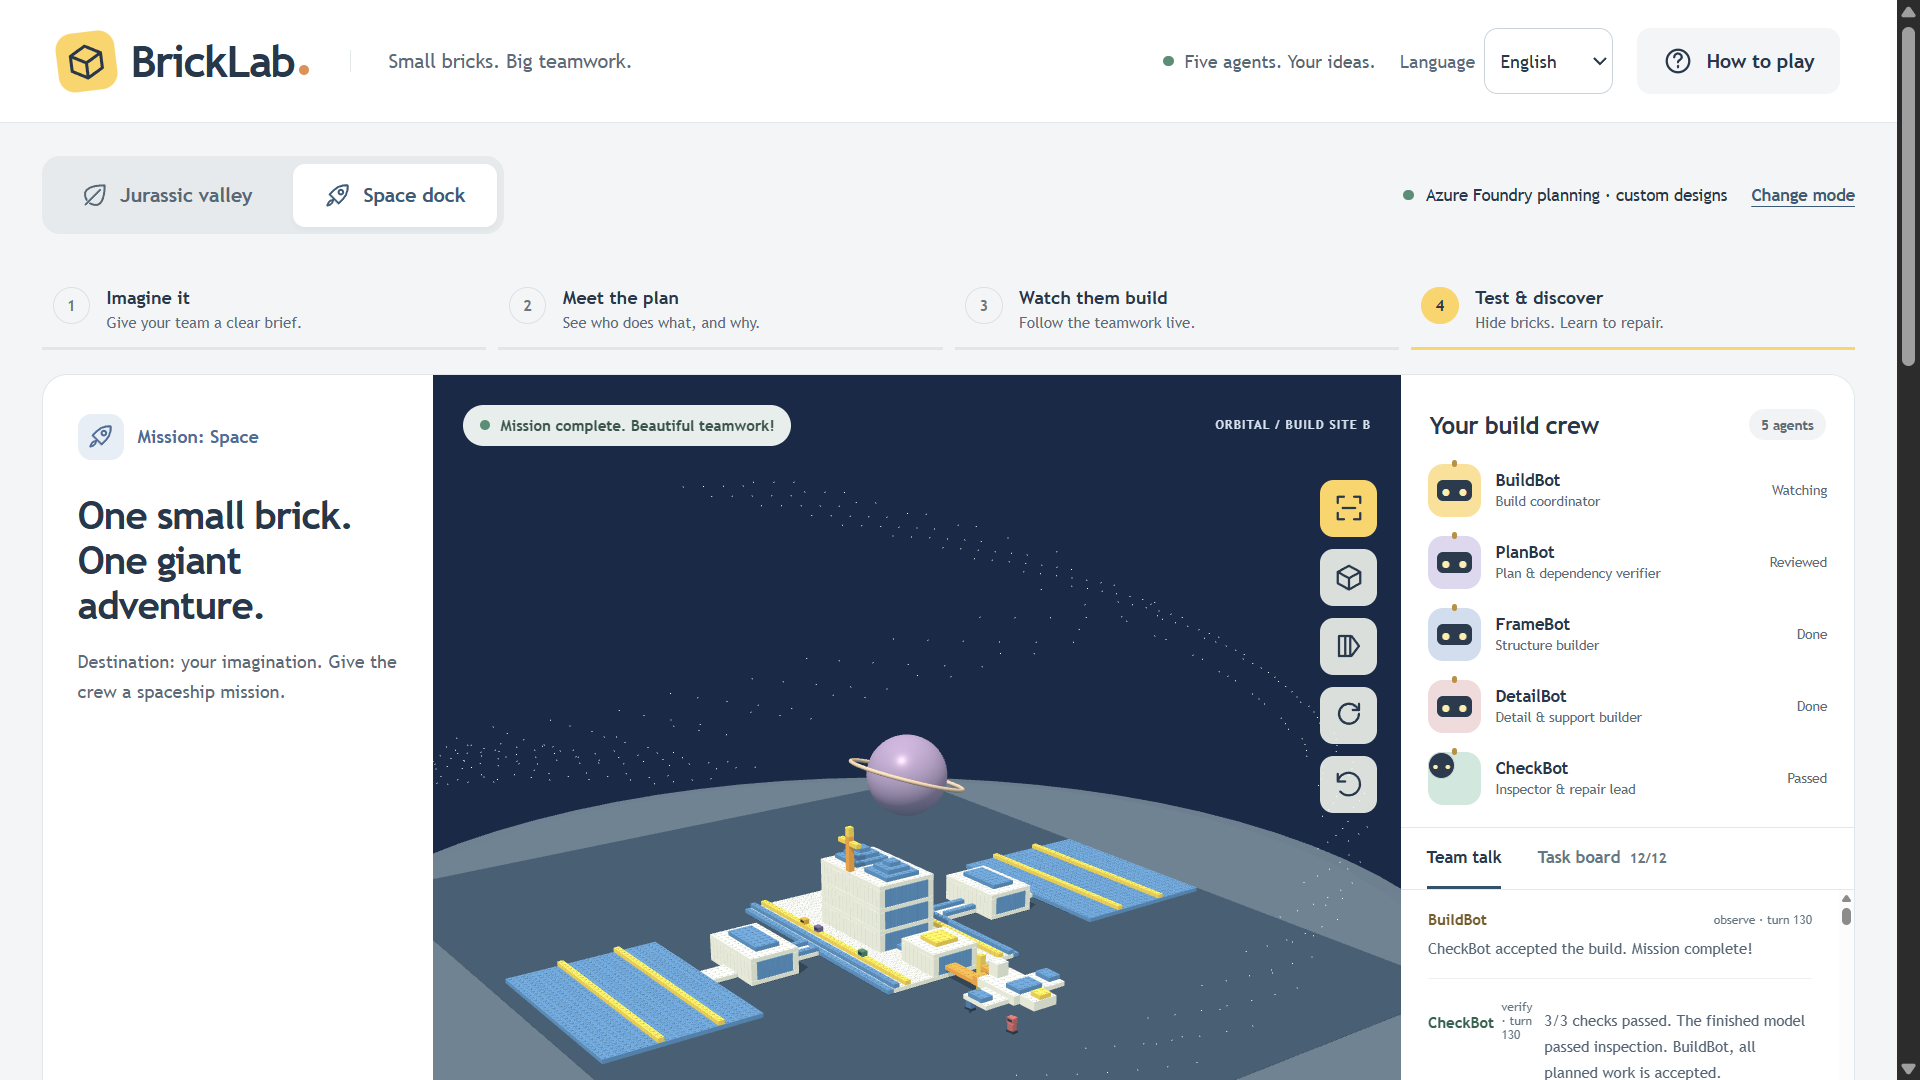 BrickLab.
Small bricks. Big teamwork.
Five agents. Your ideas.
Language
English
How to play
Jurassic valley
Space dock
Azure Foundry planning · custom designs
Change mode
1
Imagine it
Give your team a clear brief.
2
Meet the plan
See who does what, and why.
3
Watch them build
Follow the teamwork live.
4
Test & discover
Hide bricks. Learn to repair.
Mission: Space
One small brick.
One giant
adventure.
Destination: your imagination. Give the
crew a spaceship mission.
Mission complete. Beautiful teamwork!
ORBITAL / BUILD SITE B
Your build crew
5 agents
BuildBot
Build coordinator
Watching
PlanBot
Plan & dependency verifier
Reviewed
FrameBot
Structure builder
Done
DetailBot
Detail & support builder
Done
CheckBot
Inspector & repair lead
Passed
Team talk
Task board 12/12
BuildBot
observe · turn 130
CheckBot accepted the build. Mission complete!
CheckBot
verify
· turn
130
3/3 checks passed. The finished model
passed inspection. BuildBot, all
planned work is accepted.